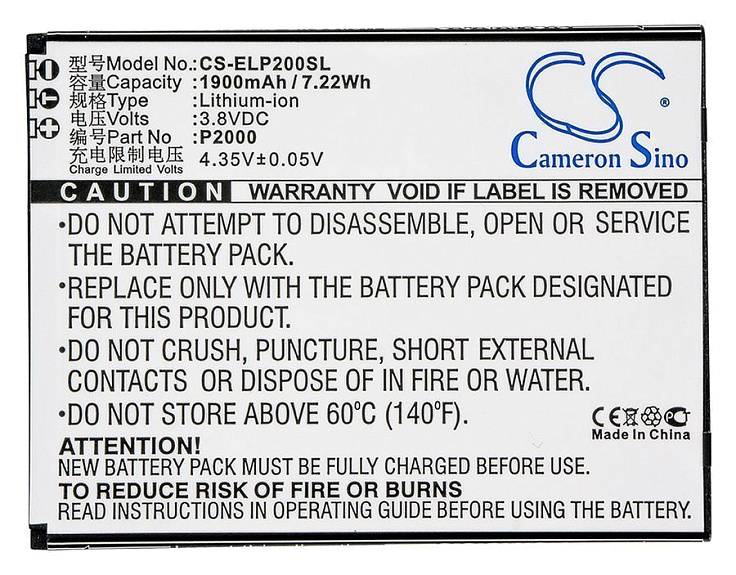 型号Model No.:CS-ELP200SL
容量Capacity :1900mAh / 7.22Wh
规格Type :Lithium-ion
电压Volts :3.8VDC
编号Part No :P2000
充电限制电压 4.35V±0.05V
Charge Limited Volts
CS®
Cameron Sino
CAUTION WARRANTY VOID IF LABEL IS REMOVED
•DO NOT ATTEMPT TO DISASSEMBLE, OPEN OR SERVICE
THE BATTERY PACK.
•REPLACE ONLY WITH THE BATTERY PACK DESIGNATED
FOR THIS PRODUCT.
•DO NOT CRUSH, PUNCTURE, SHORT EXTERNAL
CONTACTS OR DISPOSE OF IN FIRE OR WATER.
•DO NOT STORE ABOVE 60°C (140°F).
CE
Made In China
ATTENTION!
NEW BATTERY PACK MUST BE FULLY CHARGED BEFORE USE.
TO REDUCE RISK OF FIRE OR BURNS
READ INSTRUCTIONS IN OPERATING GUIDE BEFORE USING THE BATTERY.